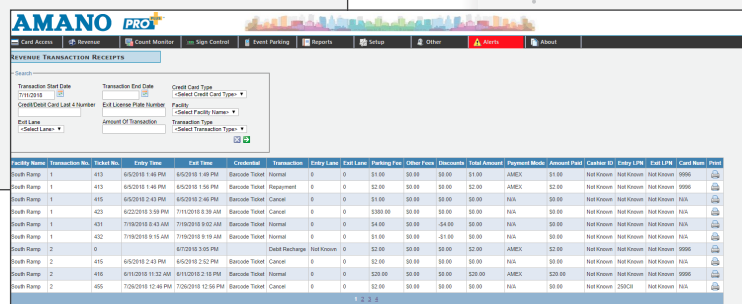 AMANO PRO
Card Access Revenue Count Monitor Sign Control Event Parking Reports Setup Other Alerts About
REVENUE TRANSACTION RECEIPTS
Search
Transaction Start Date Transaction End Date Credit Card Type
7/11/2018 <Select Credit Card Type>
Credit/Debit Card Last 4 Number Exit License Plate Number Facility
<Select Facility Name>
Exit Lane Amount Of Transaction Transaction Type
<Select Lane> <Select Transaction Type>
Facility Name Transaction No. Ticket No. Entry Time Exit Time Credential Transaction Entry Lane Exit Lane Parking Fee Other Fees Discounts Total Amount Payment Mode Amount Paid Cashier ID Entry LPN Exit LPN Card Num Print
South Ramp 1 413 6/5/2018 1:46 PM 6/5/2018 1:49 PM Barcode Ticket Normal 0 0 $1.00 $0.00 $0.00 $1.00 AMEX $1.00 Not Known Not Known Not Known 9996
South Ramp 1 413 6/5/2018 1:46 PM 6/5/2018 1:56 PM Barcode Ticket Repayment 0 0 $2.00 $0.00 $0.00 $2.00 AMEX $2.00 Not Known Not Known Not Known 9996
South Ramp 1 415 6/5/2018 2:43 PM 6/5/2018 2:46 PM Barcode Ticket Cancel 0 0 $1.00 $0.00 $0.00 $0.00 N/A $0.00 Not Known Not Known Not Known N/A
South Ramp 1 423 6/22/2018 3:59 PM 7/11/2018 8:39 AM Barcode Ticket Cancel 0 0 $380.00 $0.00 $0.00 $0.00 N/A $0.00 Not Known Not Known Not Known N/A
South Ramp 1 431 7/19/2018 8:43 AM 7/19/2018 9:02 AM Barcode Ticket Normal 0 0 $4.00 $0.00 -$4.00 $0.00 N/A $0.00 Not Known Not Known Not Known N/A
South Ramp 1 432 7/19/2018 9:15 AM 7/19/2018 9:19 AM Barcode Ticket Normal 0 0 $1.00 $0.00 -$1.00 $0.00 N/A $0.00 Not Known Not Known Not Known N/A
South Ramp 2 0 6/7/2018 3:05 PM Debit Recharge Not Known 0 $2.00 $0.00 $0.00 $2.00 AMEX $2.00 Not Known Not Known Not Known 9996
South Ramp 2 415 6/5/2018 2:43 PM 6/5/2018 2:52 PM Barcode Ticket Cancel 0 0 $2.00 $0.00 $0.00 $0.00 N/A $0.00 Not Known Not Known Not Known N/A
South Ramp 2 416 6/11/2018 11:32 AM 6/11/2018 2:18 PM Barcode Ticket Normal 0 0 $20.00 $0.00 $0.00 $20.00 AMEX $20.00 Not Known Not Known Not Known 9996
South Ramp 2 455 7/26/2018 12:46 PM 7/26/2018 12:56 PM Barcode Ticket Cancel 0 0 $2.00 $0.00 $0.00 $0.00 N/A $0.00 Not Known 250CIII Not Known N/A
1 2 3 4